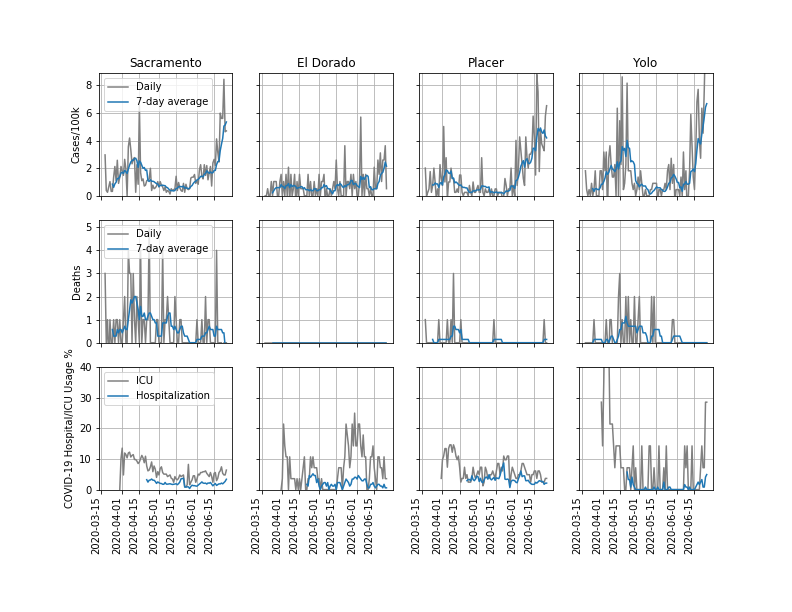 Sacramento El Dorado Placer Yolo
Cases/100k
8
6
4
2
0
Daily
7-day average
Deaths
5
4
3
2
1
0
Daily
7-day average
COVID-19 Hospital/ICU Usage %
40
30
20
10
0
ICU
Hospitalization
2020-03-15 2020-04-01 2020-04-15 2020-05-01 2020-05-15 2020-06-01 2020-06-15
2020-03-15 2020-04-01 2020-04-15 2020-05-01 2020-05-15 2020-06-01 2020-06-15
2020-03-15 2020-04-01 2020-04-15 2020-05-01 2020-05-15 2020-06-01 2020-06-15
2020-03-15 2020-04-01 2020-04-15 2020-05-01 2020-05-15 2020-06-01 2020-06-15